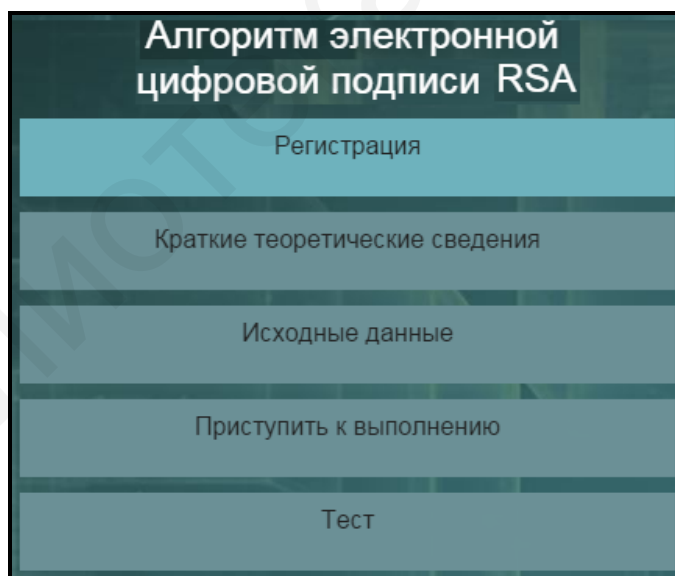 Алгоритм электронной
цифровой подписи RSA
Регистрация
Краткие теоретические сведения
Исходные данные
Приступить к выполнению
Тест